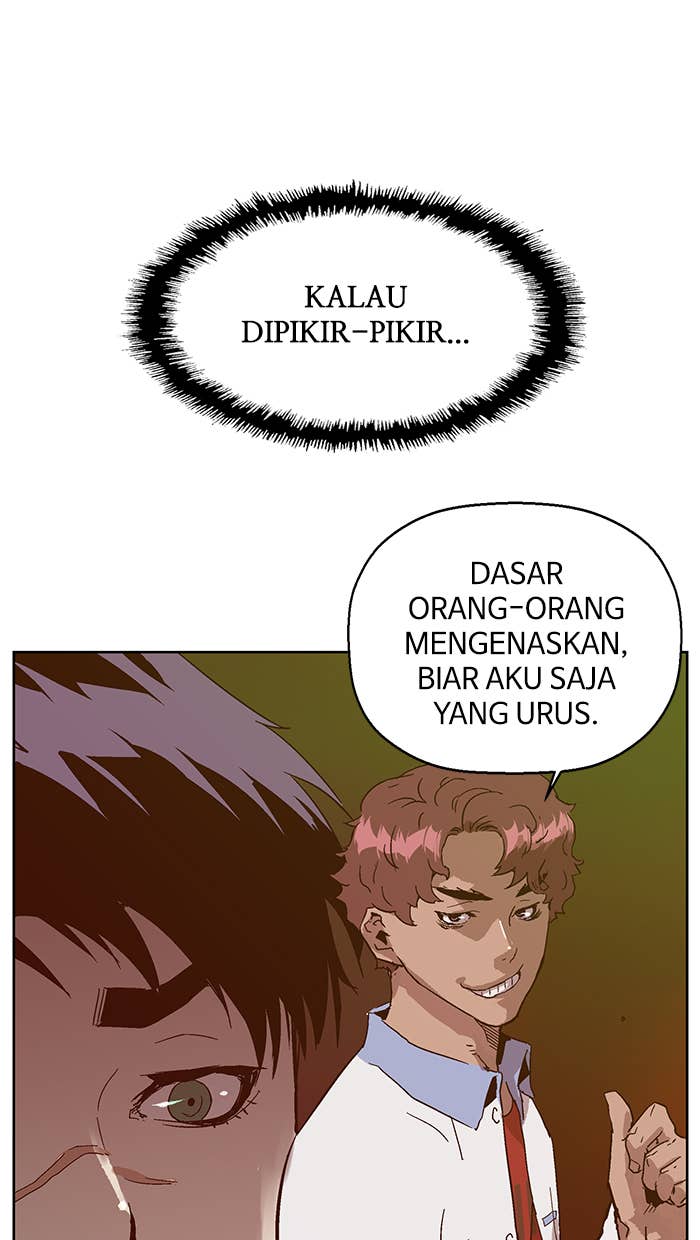 KALAU
DIPIKIR-PIKIR...
DASAR
ORANG-ORANG
MENGENASKAN,
BIAR AKU SAJA
YANG URUS.